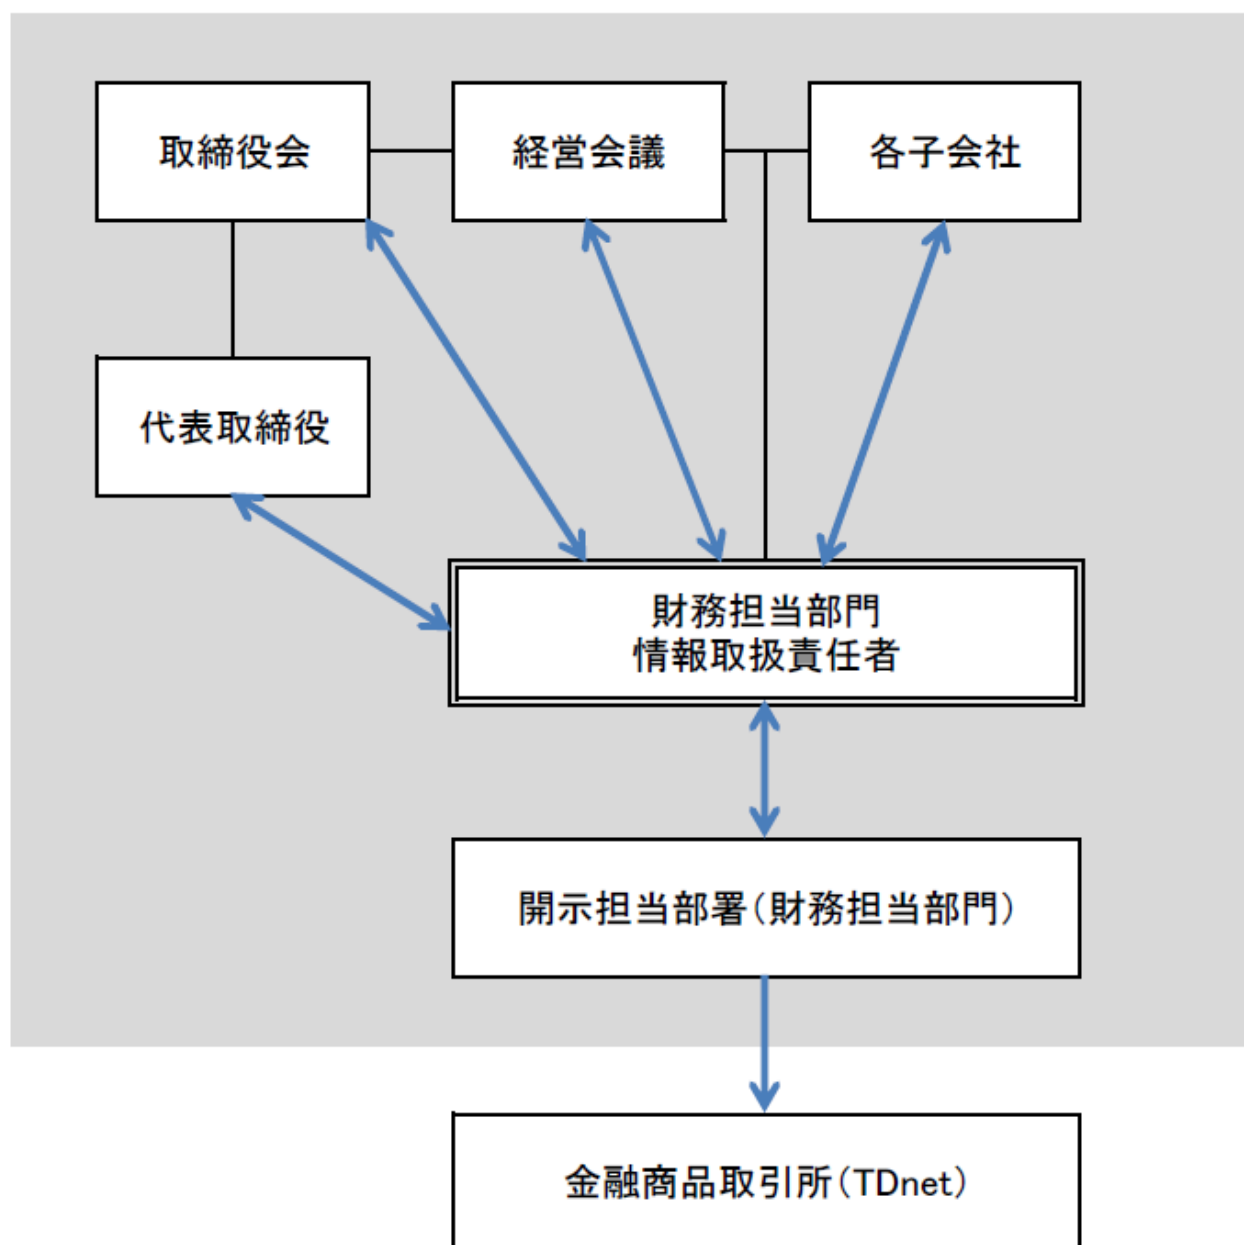 取締役会
経営会議
各子会社
代表取締役
財務担当部門
情報取扱責任者
開示担当部署(財務担当部門)
金融商品取引所(TDnet)